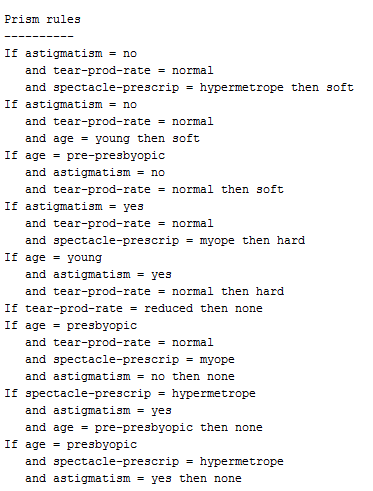 Prism rules
----------
If astigmatism = no
   and tear-prod-rate = normal
   and spectacle-prescrip = hypermetrope then soft
If astigmatism = no
   and tear-prod-rate = normal
   and age = young then soft
If age = pre-presbyopic
   and astigmatism = no
   and tear-prod-rate = normal then soft
If astigmatism = yes
   and tear-prod-rate = normal
   and spectacle-prescrip = myope then hard
If age = young
   and astigmatism = yes
   and tear-prod-rate = normal then hard
If tear-prod-rate = reduced then none
If age = presbyopic
   and tear-prod-rate = normal
   and spectacle-prescrip = myope
   and astigmatism = no then none
If spectacle-prescrip = hypermetrope
   and astigmatism = yes
   and age = pre-presbyopic then none
If age = presbyopic
   and spectacle-prescrip = hypermetrope
   and astigmatism = yes then none